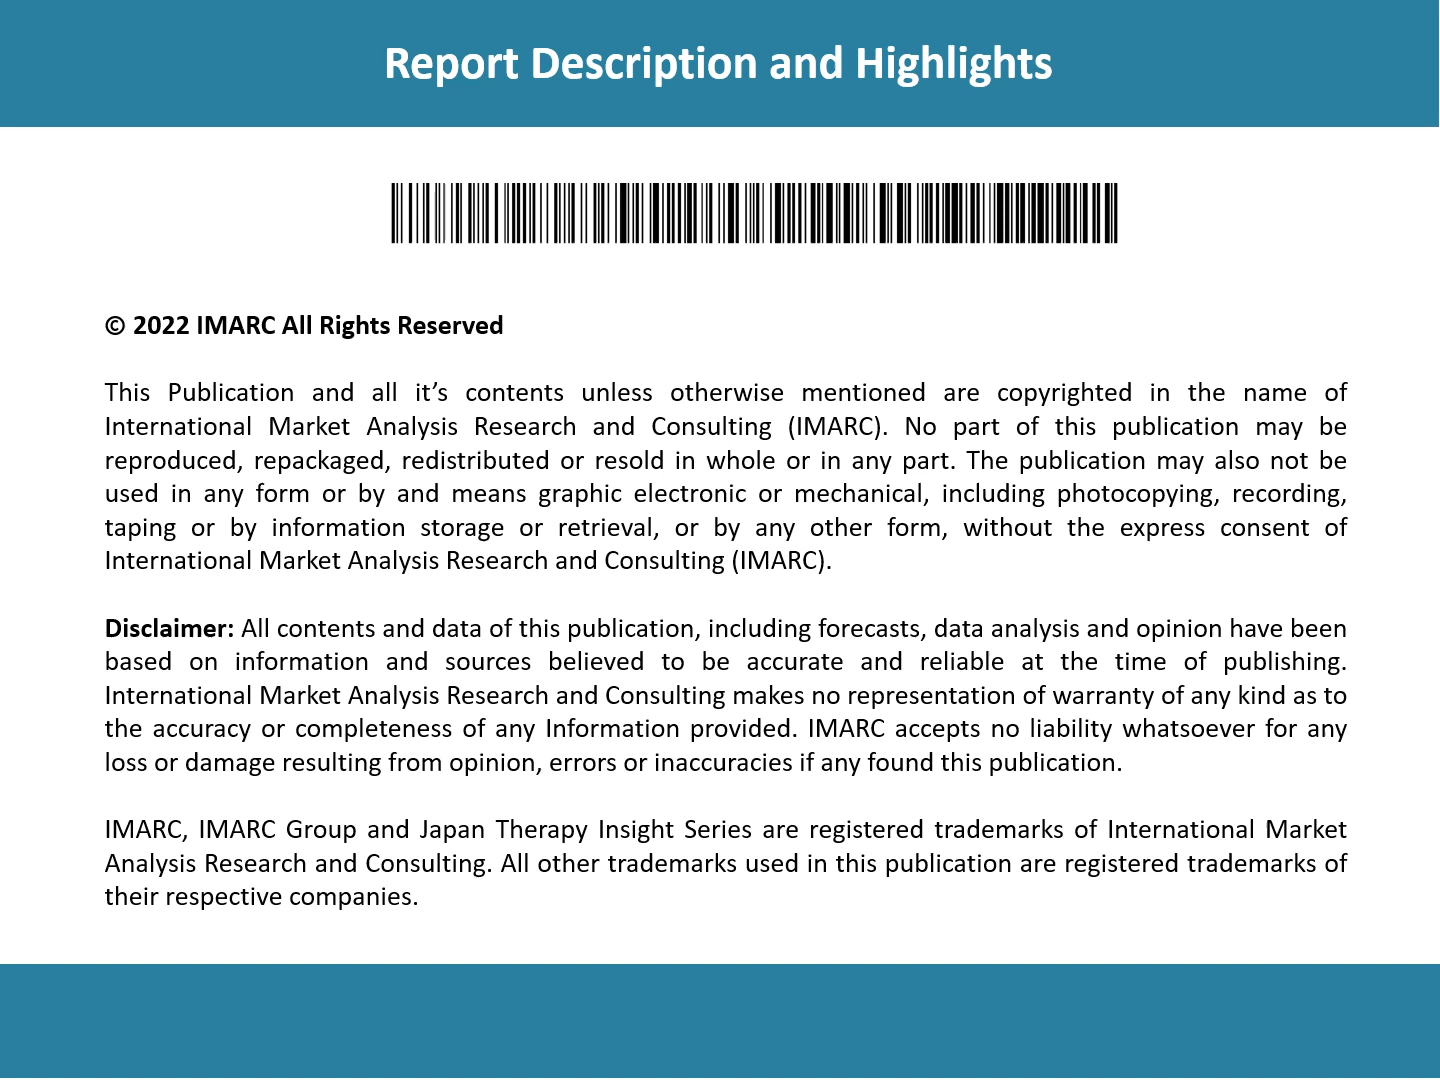 Report Description and Highlights
© 2022 IMARC All Rights Reserved
This Publication and all it’s contents unless otherwise mentioned are copyrighted in the name of
International Market Analysis Research and Consulting (IMARC). No part of this publication may be
reproduced, repackaged, redistributed or resold in whole or in any part. The publication may also not be
used in any form or by and means graphic electronic or mechanical, including photocopying, recording,
taping or by information storage or retrieval, or by any other form, without the express consent of
International Market Analysis Research and Consulting (IMARC).
Disclaimer: All contents and data of this publication, including forecasts, data analysis and opinion have been
based on information and sources believed to be accurate and reliable at the time of publishing.
International Market Analysis Research and Consulting makes no representation of warranty of any kind as to
the accuracy or completeness of any Information provided. IMARC accepts no liability whatsoever for any
loss or damage resulting from opinion, errors or inaccuracies if any found this publication.
IMARC, IMARC Group and Japan Therapy Insight Series are registered trademarks of International Market
Analysis Research and Consulting. All other trademarks used in this publication are registered trademarks of
their respective companies.